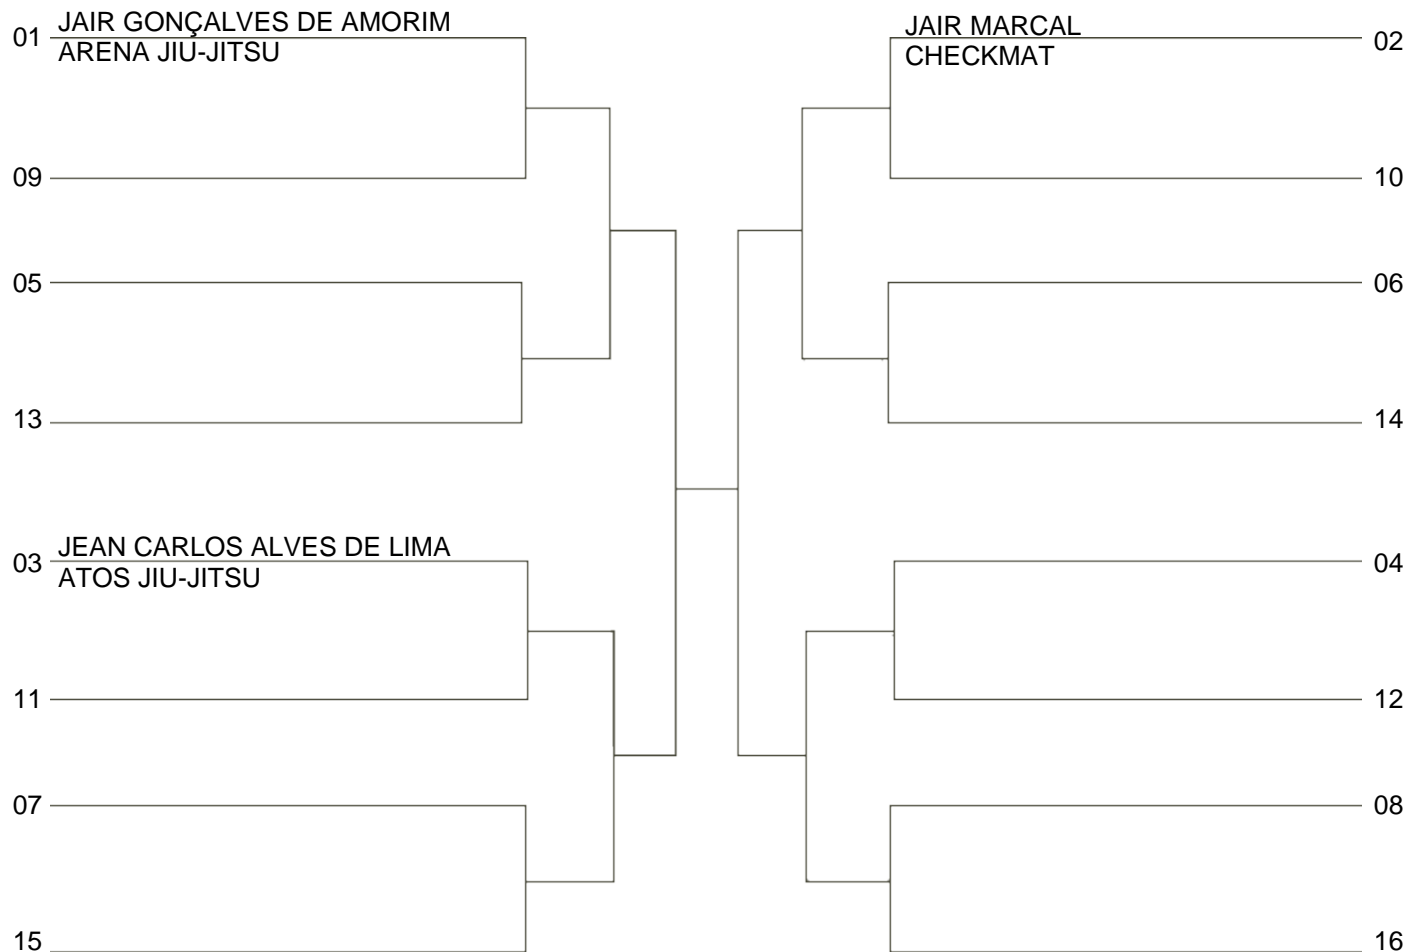 01 JAIR GONÇALVES DE AMORIM
ARENA JIU-JITSU
09
05
13
03 JEAN CARLOS ALVES DE LIMA
ATOS JIU-JITSU
11
07
15
JAIR MARCAL 02
CHECKMAT
10
06
14
04
12
08
16